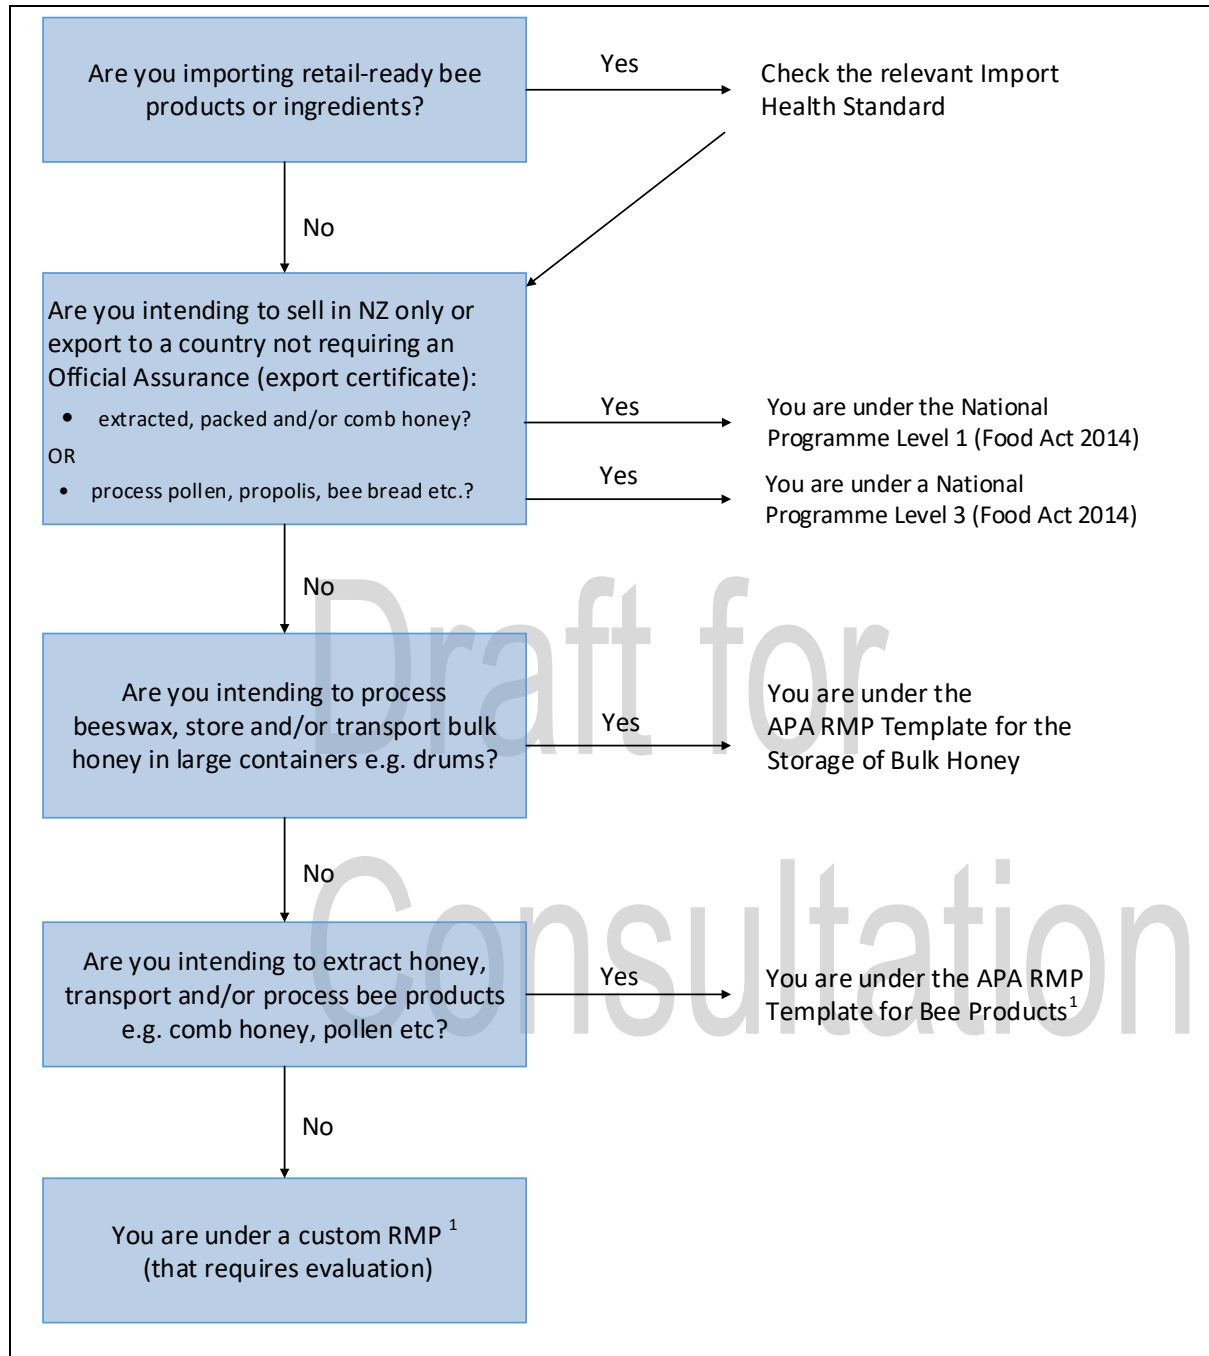 Are you importing retail-ready bee
products or ingredients?
Yes
Check the relevant Import
Health Standard
No
Are you intending to sell in NZ only or
export to a country not requiring an
Official Assurance (export certificate):
• extracted, packed and/or comb honey?
Yes
You are under the National
Programme Level 1 (Food Act 2014)
OR
• process pollen, propolis, bee bread etc.?
Yes
You are under a National
Programme Level 3 (Food Act 2014)
No
Draft for
Are you intending to process
beeswax, store and/or transport bulk
honey in large containers e.g. drums?
Yes
You are under the
APA RMP Template for the
Storage of Bulk Honey
No
Consultation
Are you intending to extract honey,
transport and/or process bee products
e.g. comb honey, pollen etc?
Yes
You are under the APA RMP
Template for Bee Products1
No
You are under a custom RMP 1
(that requires evaluation)